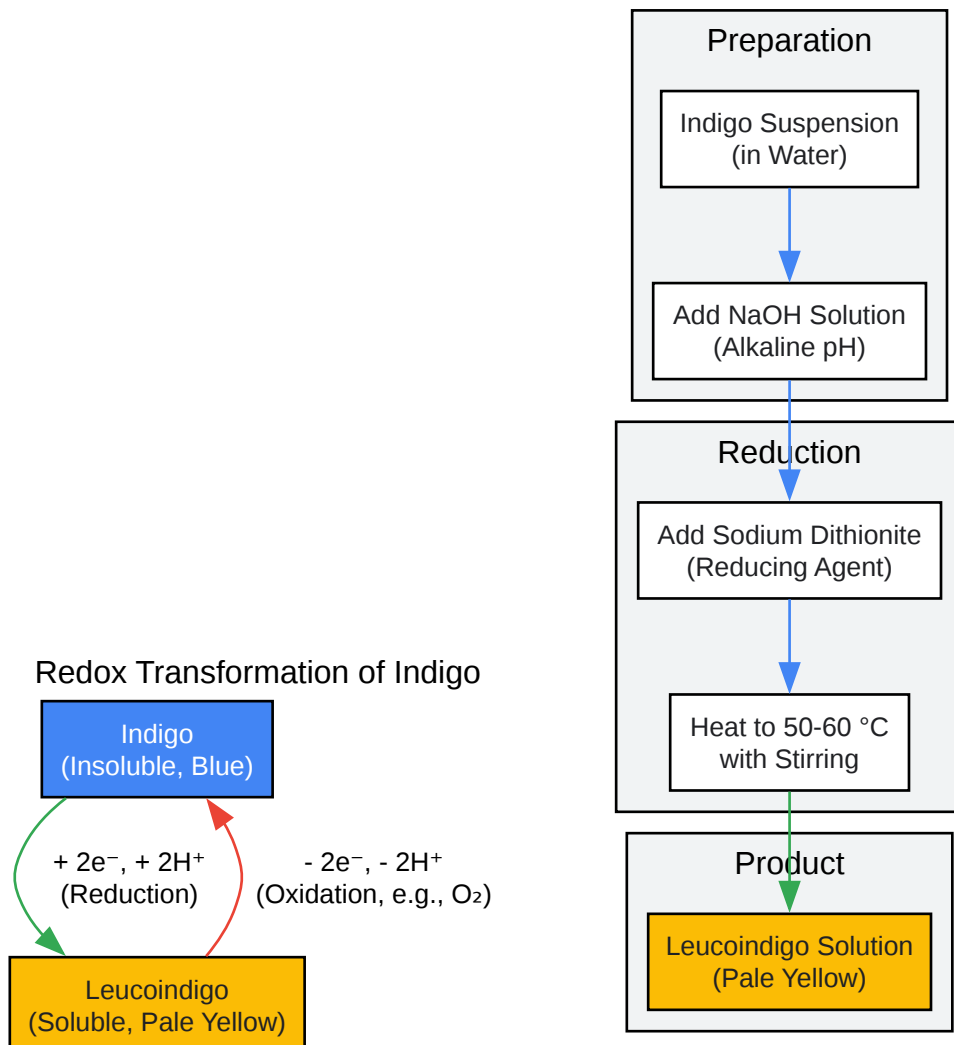 Preparation
Indigo Suspension
(in Water)
Add NaOH Solution
(Alkaline pH)
Reduction
Add Sodium Dithionite
(Reducing Agent)
Heat to 50-60 °C
with Stirring
Product
Leucoindigo Solution
(Pale Yellow)
Redox Transformation of Indigo
Indigo
(Insoluble, Blue)
+ 2e⁻, + 2H⁺
(Reduction)
- 2e⁻, - 2H⁺
(Oxidation, e.g., O₂)
Leucoindigo
(Soluble, Pale Yellow)